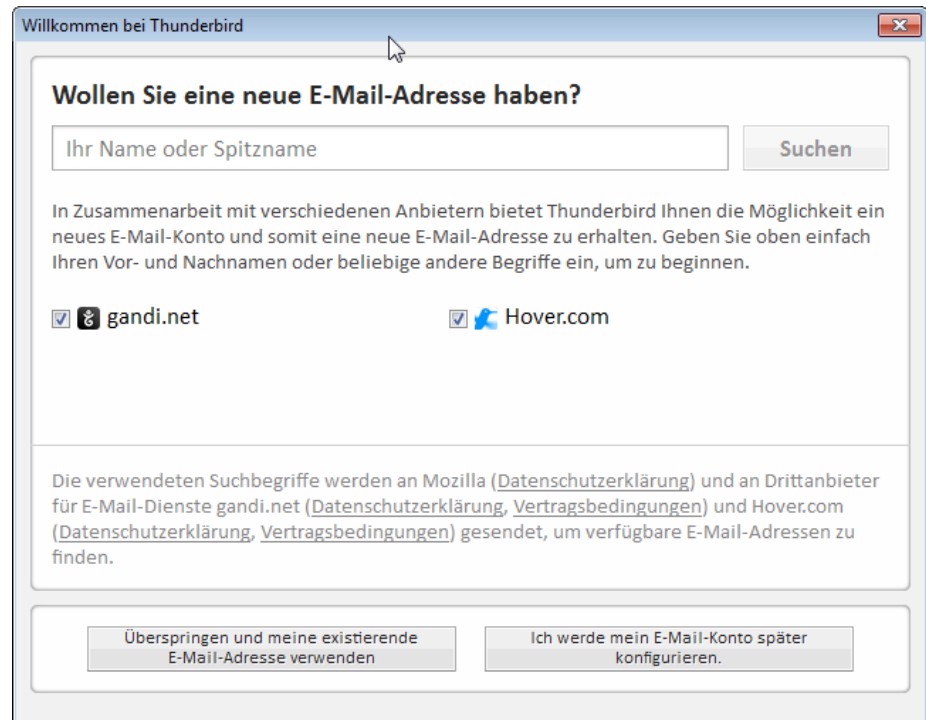 Willkommen bei Thunderbird
Wollen Sie eine neue E-Mail-Adresse haben?
Ihr Name oder Spitzname
Suchen
In Zusammenarbeit mit verschiedenen Anbietern bietet Thunderbird Ihnen die Möglichkeit ein
neues E-Mail-Konto und somit eine neue E-Mail-Adresse zu erhalten. Geben Sie oben einfach
Ihren Vor- und Nachnamen oder beliebige andere Begriffe ein, um zu beginnen.
gandi.net
Hover.com
Die verwendeten Suchbegriffe werden an Mozilla (Datenschutzerklärung) und an Drittanbieter
für E-Mail-Dienste gandi.net (Datenschutzerklärung, Vertragsbedingungen) und Hover.com
(Datenschutzerklärung, Vertragsbedingungen) gesendet, um verfügbare E-Mail-Adressen zu
finden.
Überspringen und meine existierende
E-Mail-Adresse verwenden
Ich werde mein E-Mail-Konto später
konfigurieren.